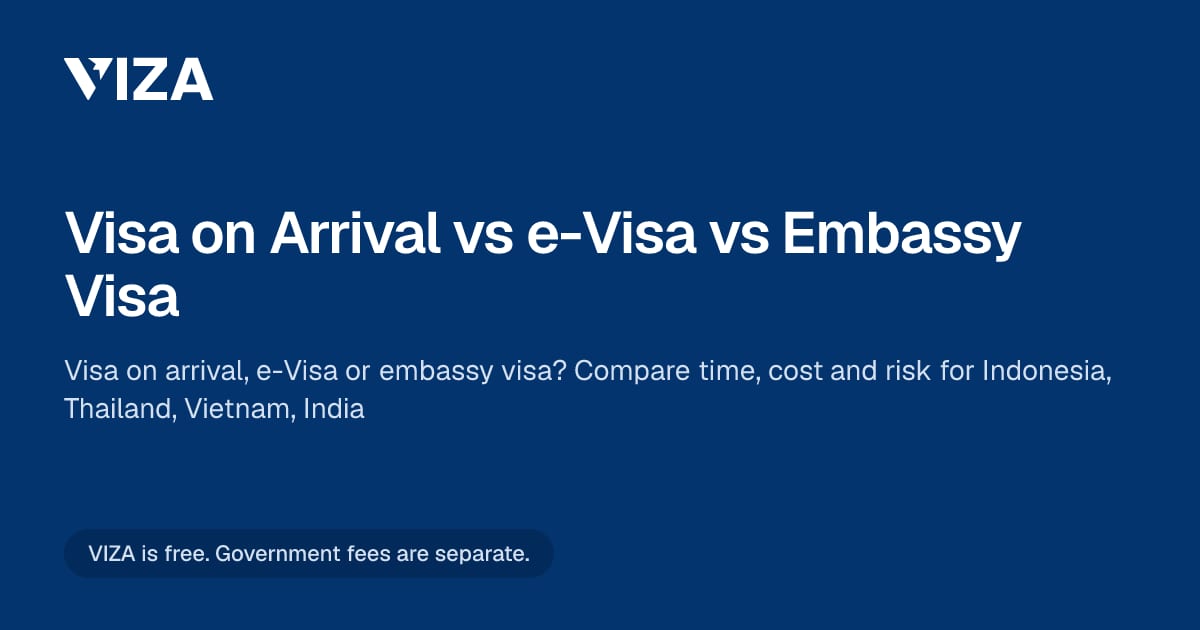 VIZA
Visa on Arrival vs e-Visa vs Embassy
Visa
Visa on arrival, e-Visa or embassy visa? Compare time, cost and risk for Indonesia,
Thailand, Vietnam, India
VIZA is free. Government fees are separate.